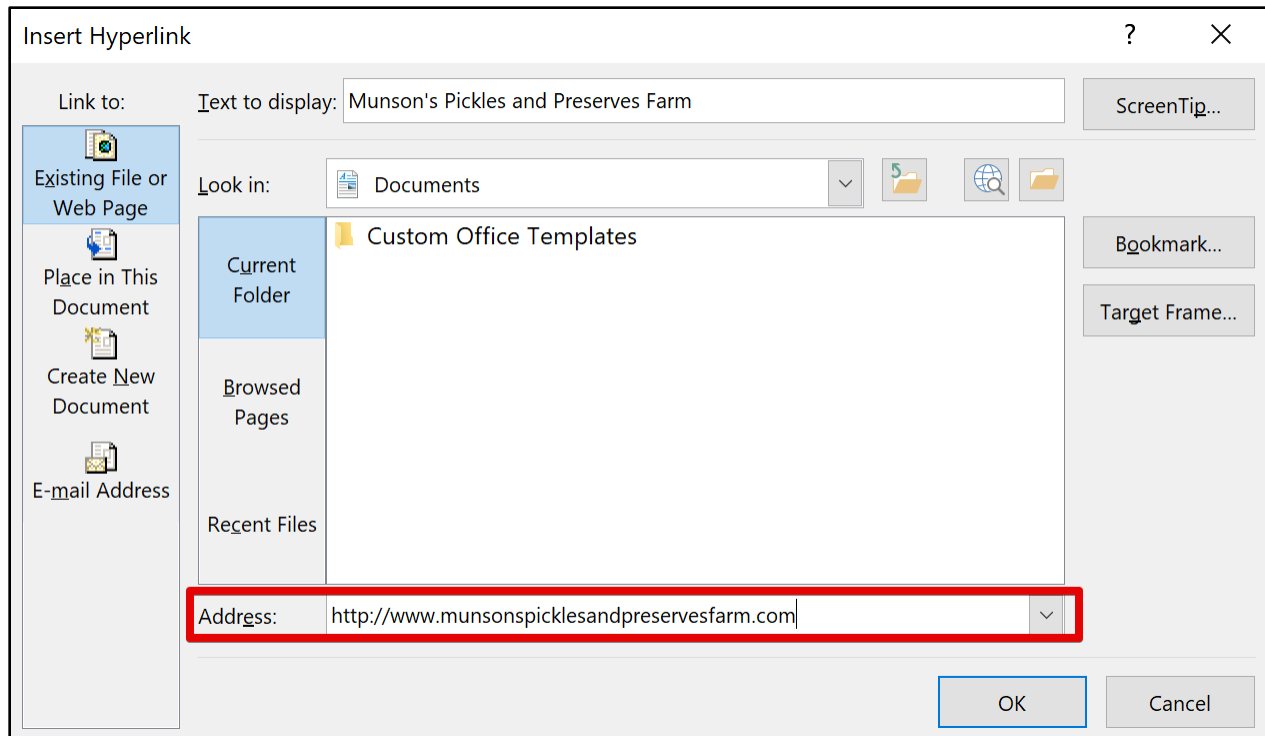 Insert Hyperlink
?
Link to:
Text to display:
Munson's Pickles and Preserves Farm
ScreenTip...
Existing File or
Web Page
Look in:
Documents
Place in This
Document
Create New
Document
E-mail Address
Current
Folder
Custom Office Templates
Browsed
Pages
Recent Files
Bookmark...
Target Frame...
Address:
http://www.munsonspicklesandpreservesfarm.com
OK
Cancel